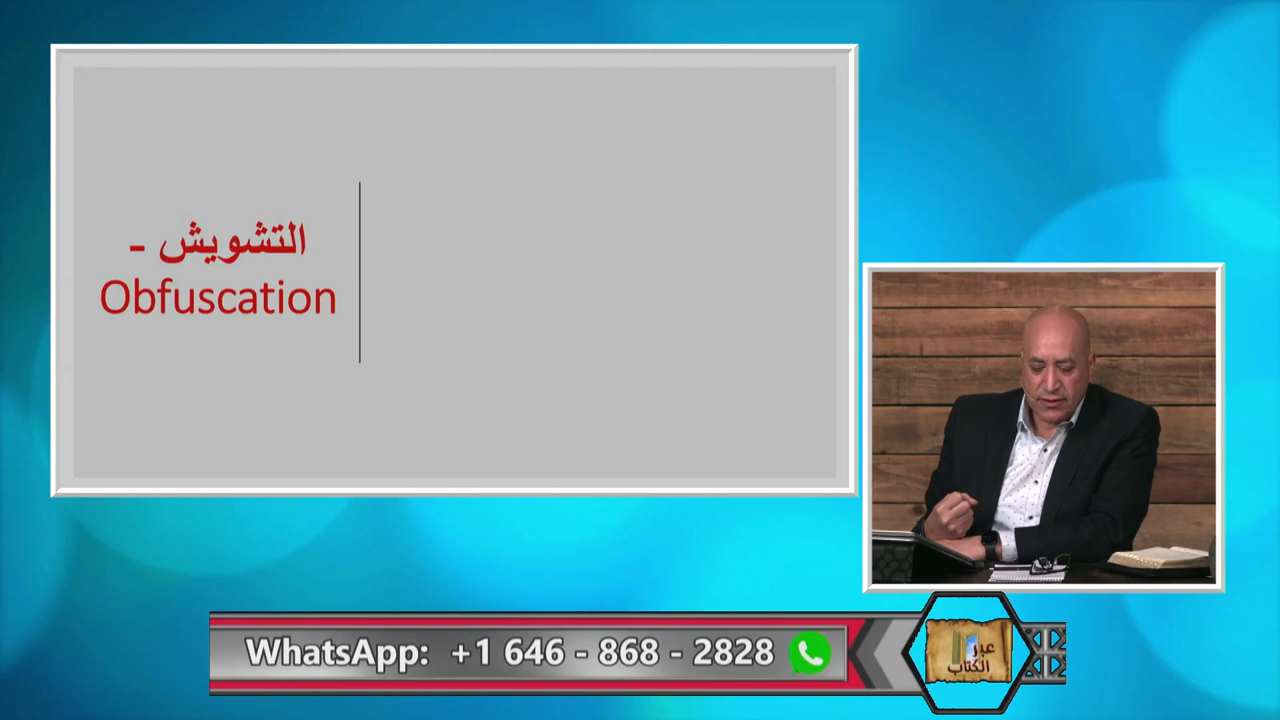 التشويش -
Obfuscation
WhatsApp: +1 646 - 868 - 2828
عبر
الكتاب